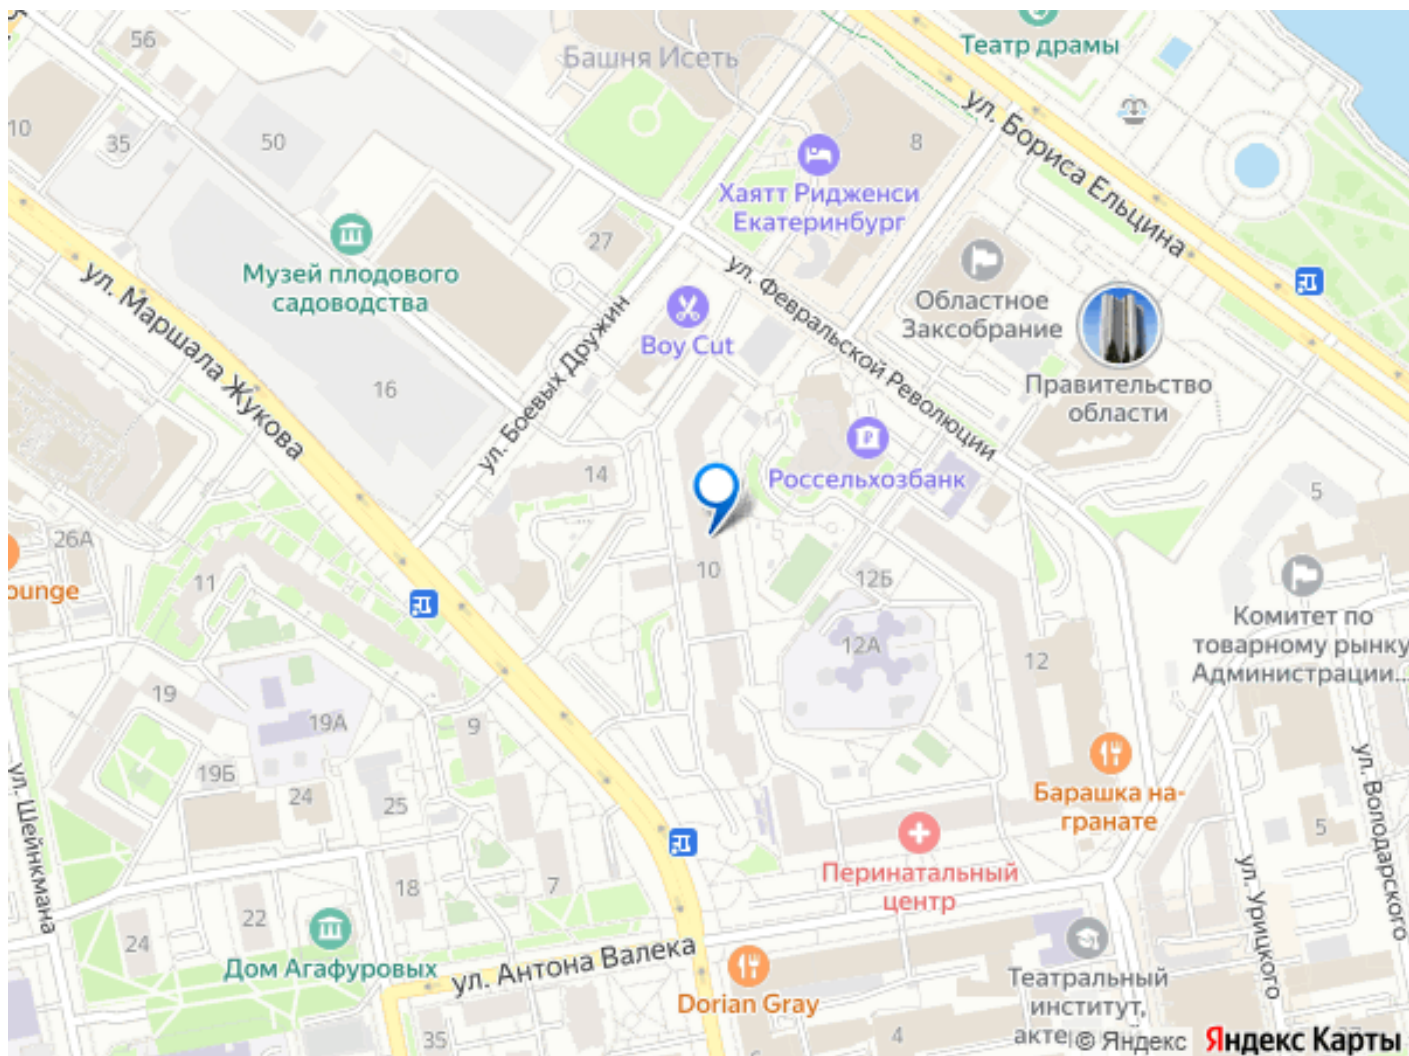 56
Башня Исеть
Театр драмы
10
35
50
8
ул. Бориса Ельцина
Хаятт Ридженси
Екатеринбург
27
Музей плодового
садоводства
ул. Февральской Революции
Областное
Заксобрание
ул. Маршала Жукова
Boy Cut
ул. Боевых Дружин
Правительство
области
16
14
Россельхозбанк
5
26А
ounge
11
10
12Б
12А
12
Комитет по
товарному рынку
Администрации...
19
19А
9
19Б
24
25
Барашка на-
гранате
ул. Шейнкмана
ул. Володарского
5
18
7
Перинатальный
центр
ул. Урицкого
22
24
Дом Агафуровых
ул. Антона Валека
Dorian Gray
Театральный
институт,
акте
35
4
© Яндекс
Яндекс Карты